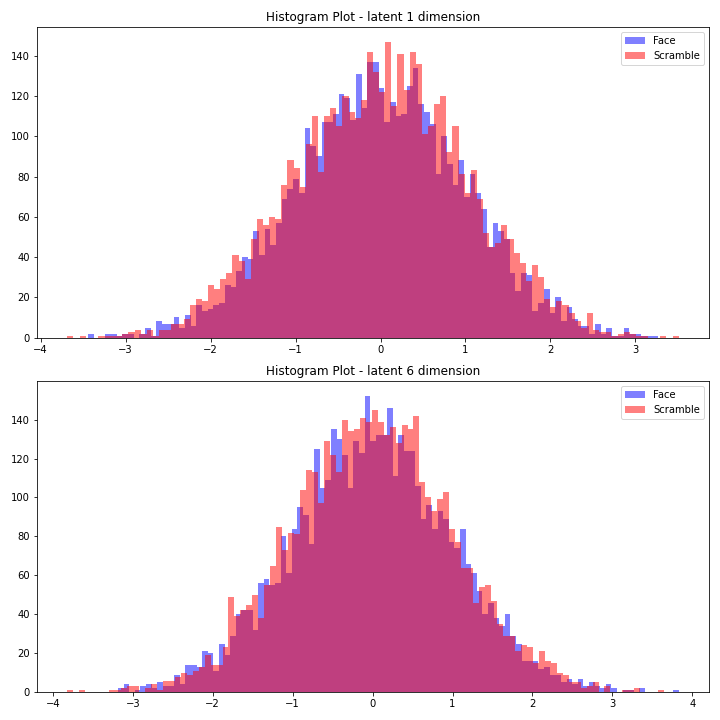 Histogram Plot - latent 1 dimension
Face
Scramble
140
120
100
80
60
40
20
0
−4 −3 −2 −1 0 1 2 3
Histogram Plot - latent 6 dimension
Face
Scramble
140
120
100
80
60
40
20
0
−4 −3 −2 −1 0 1 2 3 4